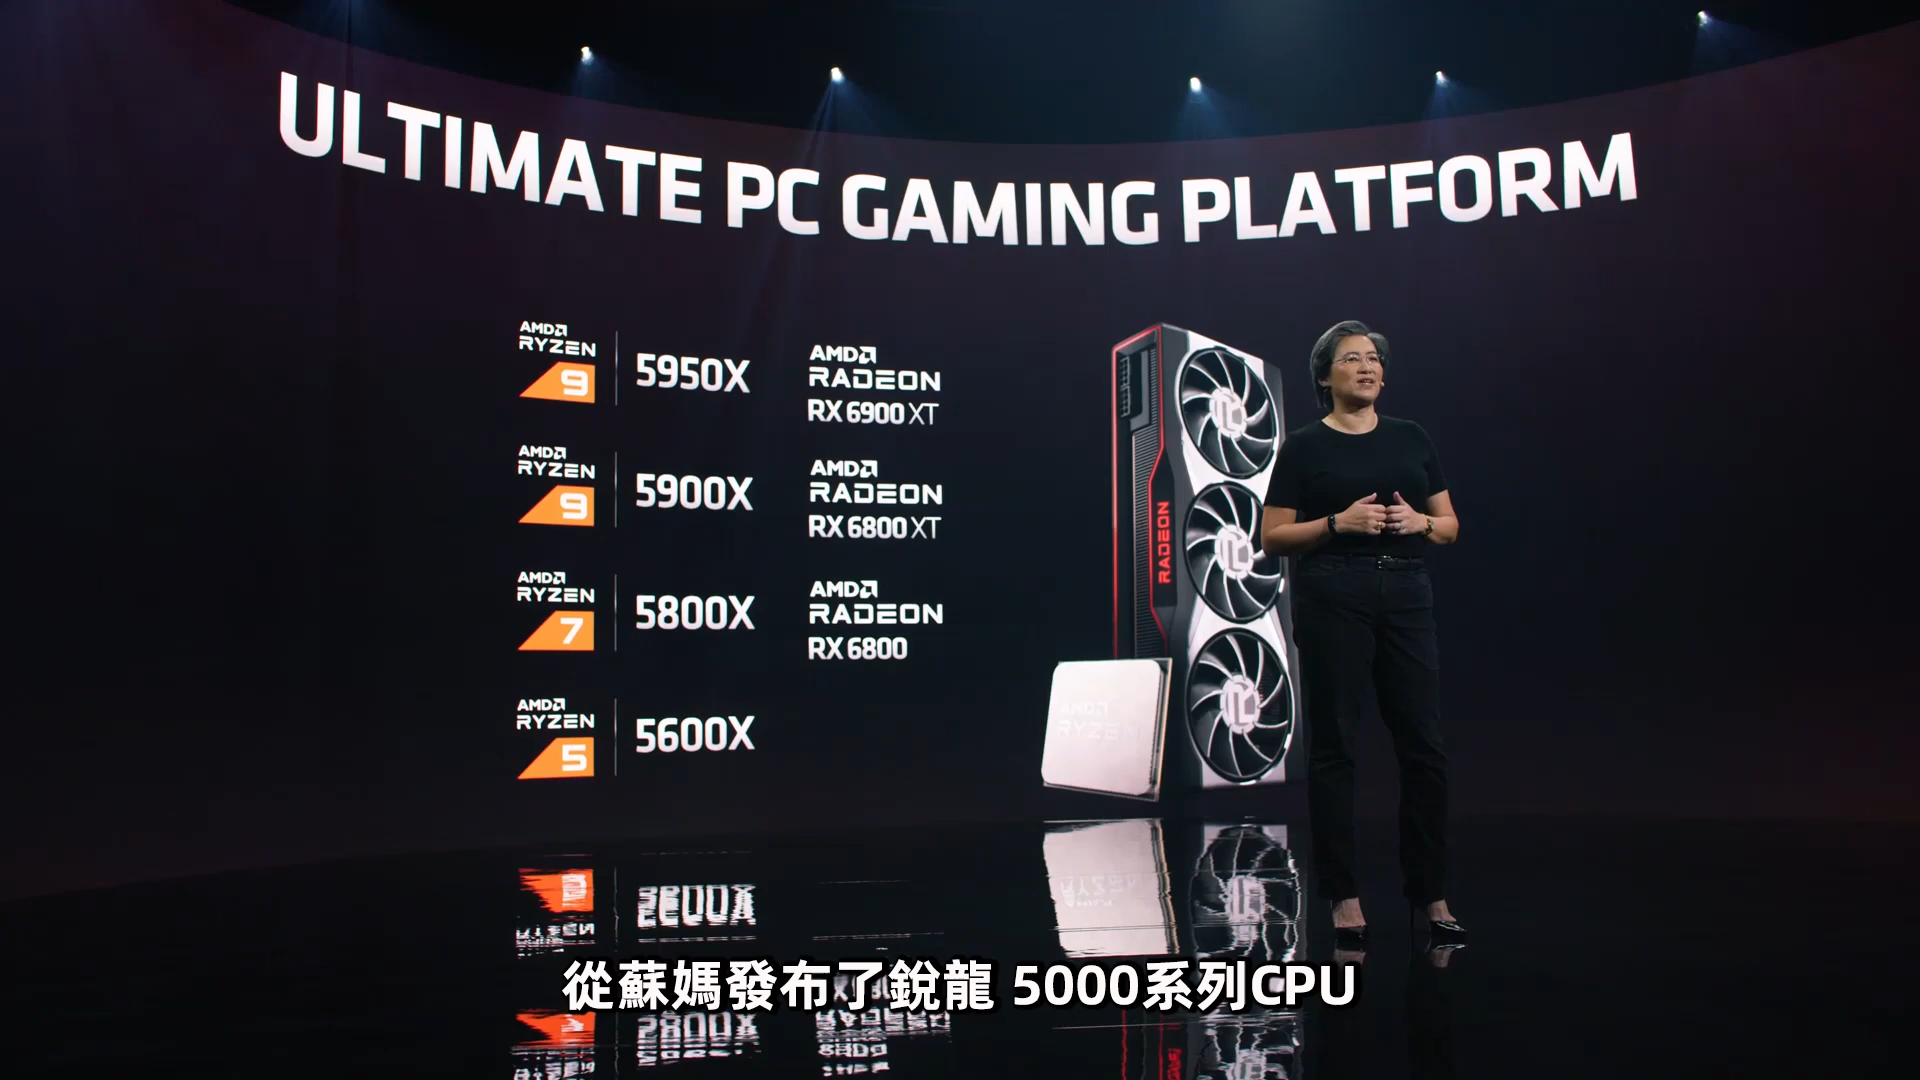 ULTIMATE PC GAMING PLATFORM
AMD
RYZEN
9
5950X
AMD
RYZEN
9
5900X
AMD
RYZEN
7
5800X
AMD
RYZEN
5
5600X
AMD
RADEON
RX 6900 XT
AMD
RADEON
RX 6800 XT
AMD
RADEON
RX 6800
RADEON
AMD
RYZEN
從蘇媽發布了銳龍 5000系列CPU